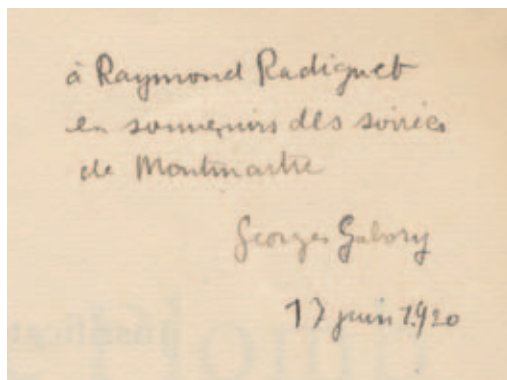 à Raymond Radiguet
en souvenirs des soirées
de Montmartre
Georges Gabory
17 juin 1920